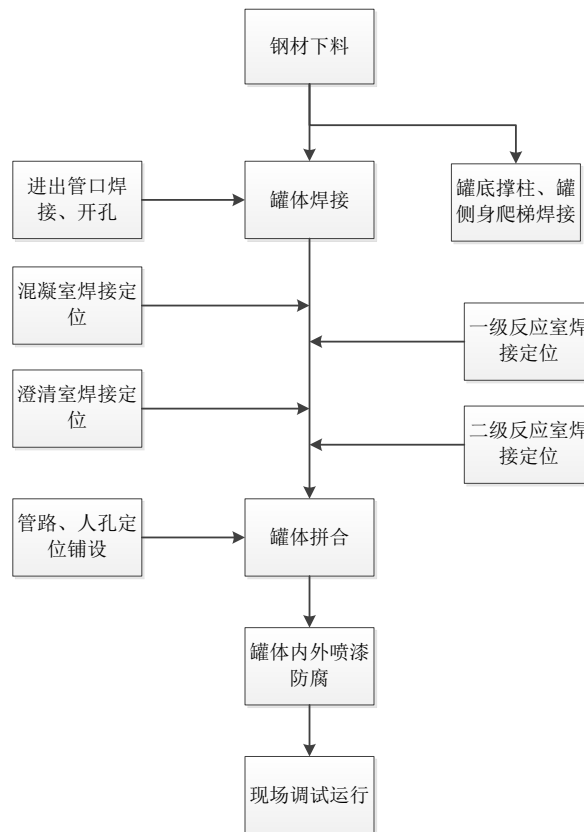 钢材下料
进出管口焊
接、开孔
罐体焊接
罐底撑柱、罐
侧身爬梯焊接
混凝室焊接定
位
一级反应室焊
接定位
澄清室焊接定
位
二级反应室焊
接定位
管路、人孔定
位铺设
罐体拼合
罐体内外喷漆
防腐
现场调试运行